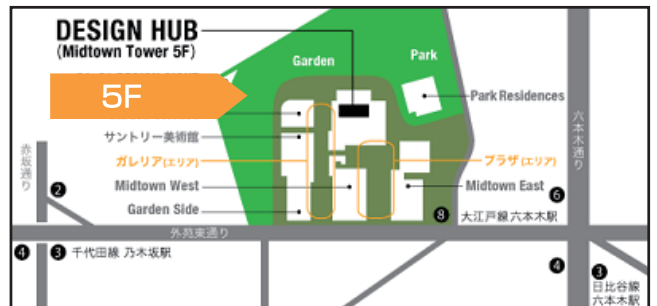 DESIGN HUB
(Midtown Tower 5F)
Garden
Park
5F
Park Residences
サントリー美術館
ガレリア(エリア)
プラザ(エリア)
Midtown West
Midtown East
Garden Side
赤坂通り
六本木通り
2
6
8
大江戸線 六本木駅
外苑東通り
4
3 千代田線 乃木坂駅
4
3
日比谷線
六本木駅